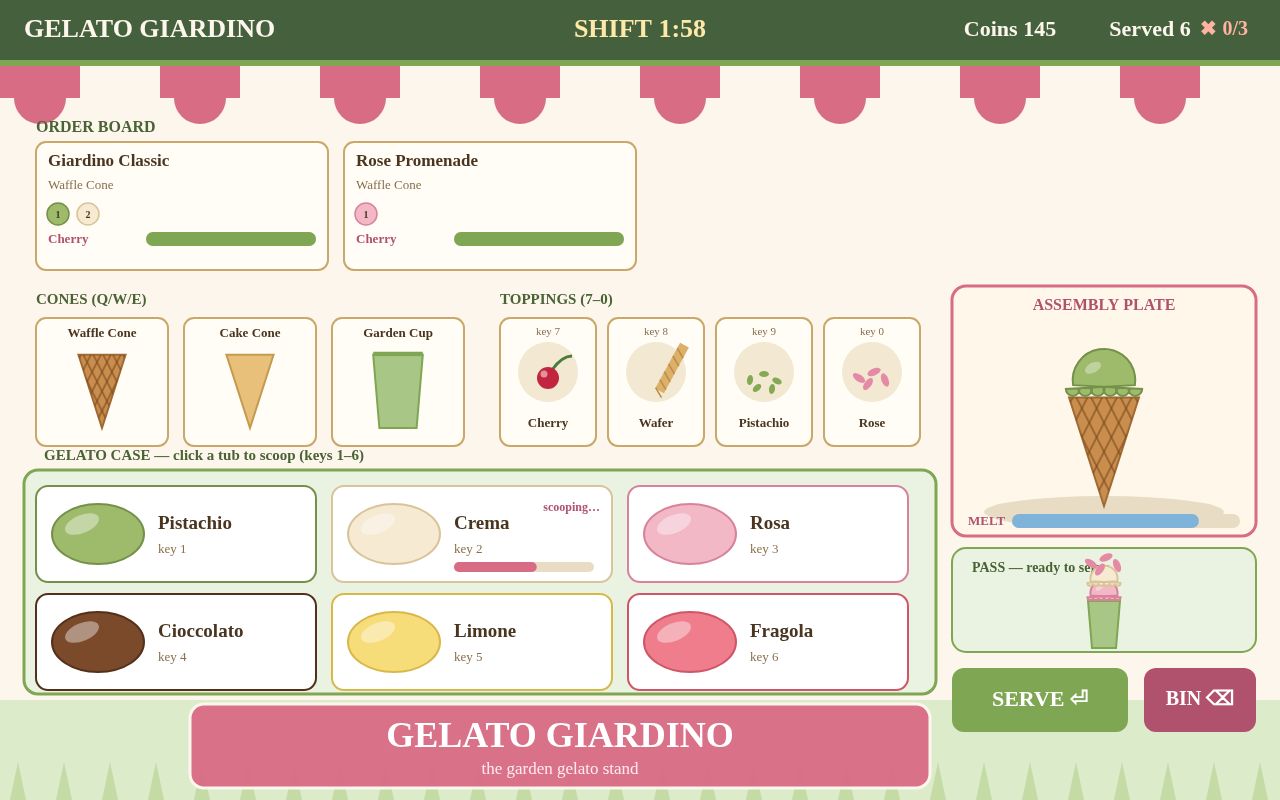 GELATO GIARDINO
SHIFT 1:58
Coins 145
Served 6
✖ 0/3
ORDER BOARD
Giardino Classic
Waffle Cone
1
2
Cherry
Rose Promenade
Waffle Cone
1
Cherry
CONES (Q/W/E)
Waffle Cone
Cake Cone
Garden Cup
TOPPINGS (7–0)
key 7
Cherry
key 8
Wafer
key 9
Pistachio
key 0
Rose
ASSEMBLY PLATE
MELT
GELATO CASE — click a tub to scoop (keys 1–6)
Pistachio
key 1
scooping…
Crema
key 2
Rosa
key 3
Cioccolato
key 4
Limone
key 5
Fragola
key 6
PASS — ready to
SERVE ⏎
BIN ⌫
GELATO GIARDINO
the garden gelato stand